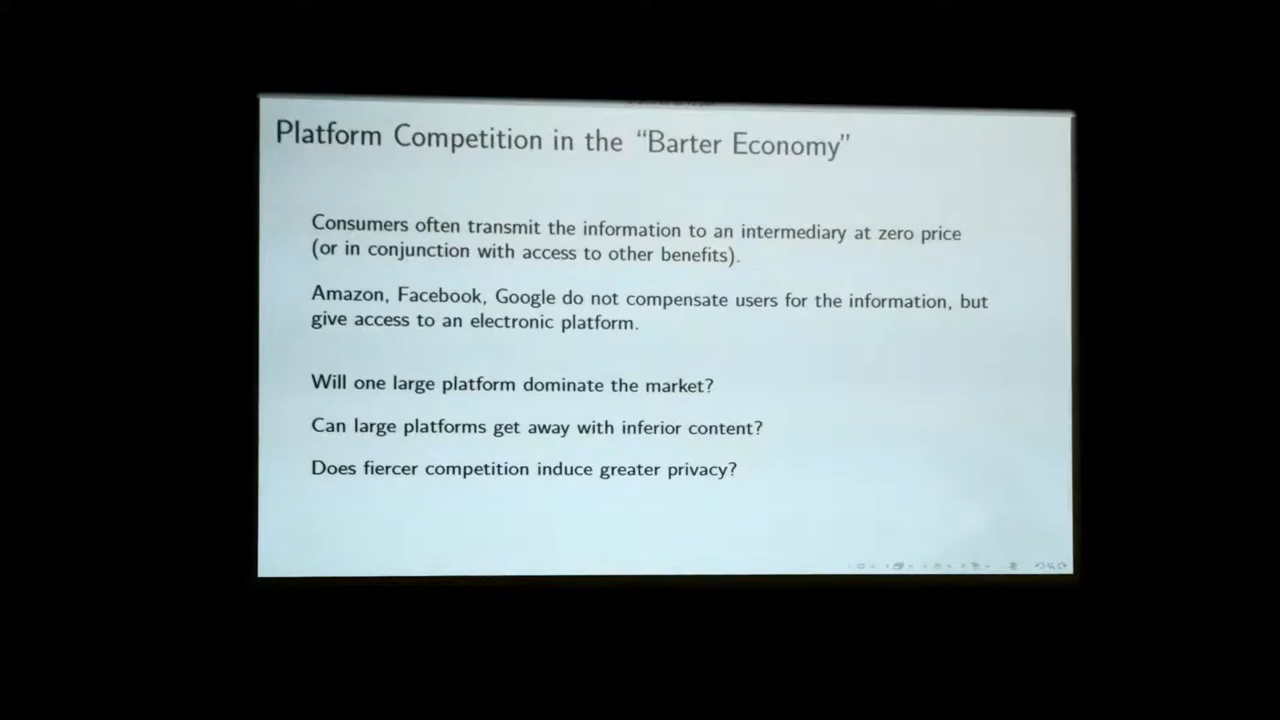 Platform Competition in the “Barter Economy”
Consumers often transmit the information to an intermediary at zero price
(or in conjunction with access to other benefits).
Amazon, Facebook, Google do not compensate users for the information, but
give access to an electronic platform.
Will one large platform dominate the market?
Can large platforms get away with inferior content?
Does fiercer competition induce greater privacy?